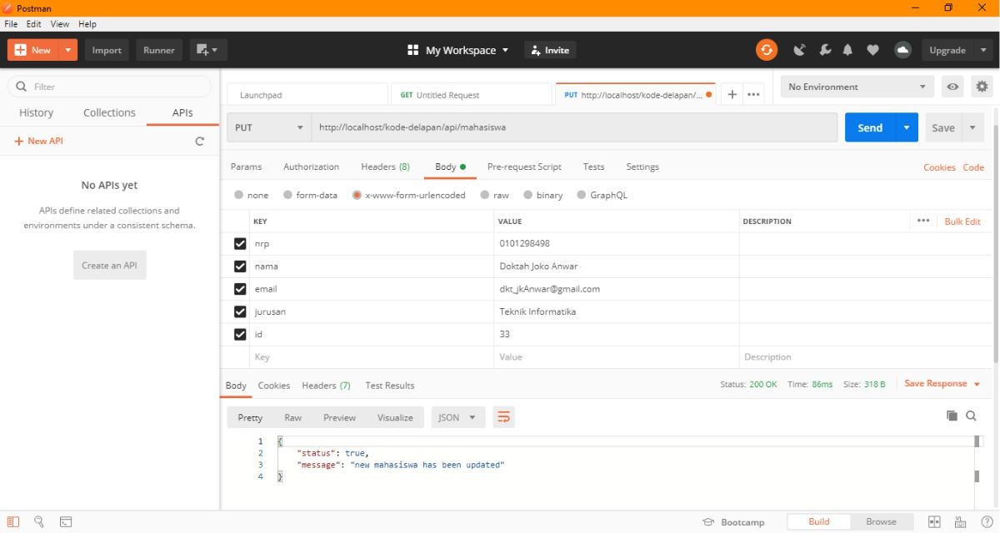 Postman
File Edit View Help
New Import Runner My Workspace Invite Upgrade
Filter
History Collections APIs
New API
No APIs yet
APIs define related collections and
environments under a consistent schema.
Create an API
Launchpad GET Untitled Request PUT http://localhost/kode-delapan/... No Environment
PUT http://localhost/kode-delapan/api/mahasiswa Send Save
Params Authorization Headers (8) Body Pre-request Script Tests Settings Cookies Code
none form-data x-www-form-urlencoded raw binary GraphQL
KEY VALUE DESCRIPTION ••• Bulk Edit
nrp 0101298498
nama Doktah Joko Anwar
email dkt_jkAnwar@gmail.com
jurusan Teknik Informatika
id 33
Key Value Description
Body Cookies Headers (7) Test Results Status: 200 OK Time: 86ms Size: 318 B Save Response
Pretty Raw Preview Visualize JSON
1 {
2 "status": true,
3 "message": "new mahasiswa has been updated"
4 }
Bootcamp Build Browse